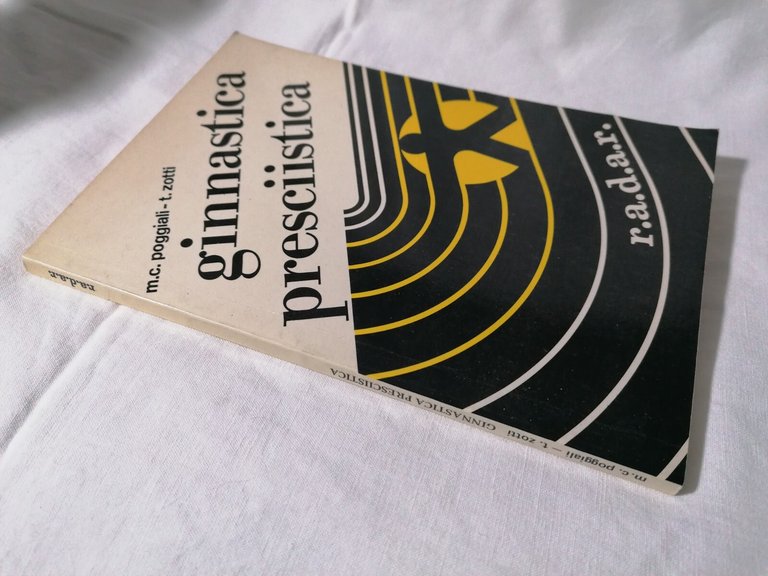 m.c. poggiali - t. zotti
ginnastica
presciistica
r.a.d.a.r.
m. c. poggiali — t. zotti GINNASTICA PRESCIISTICA r.a.d.a.r.